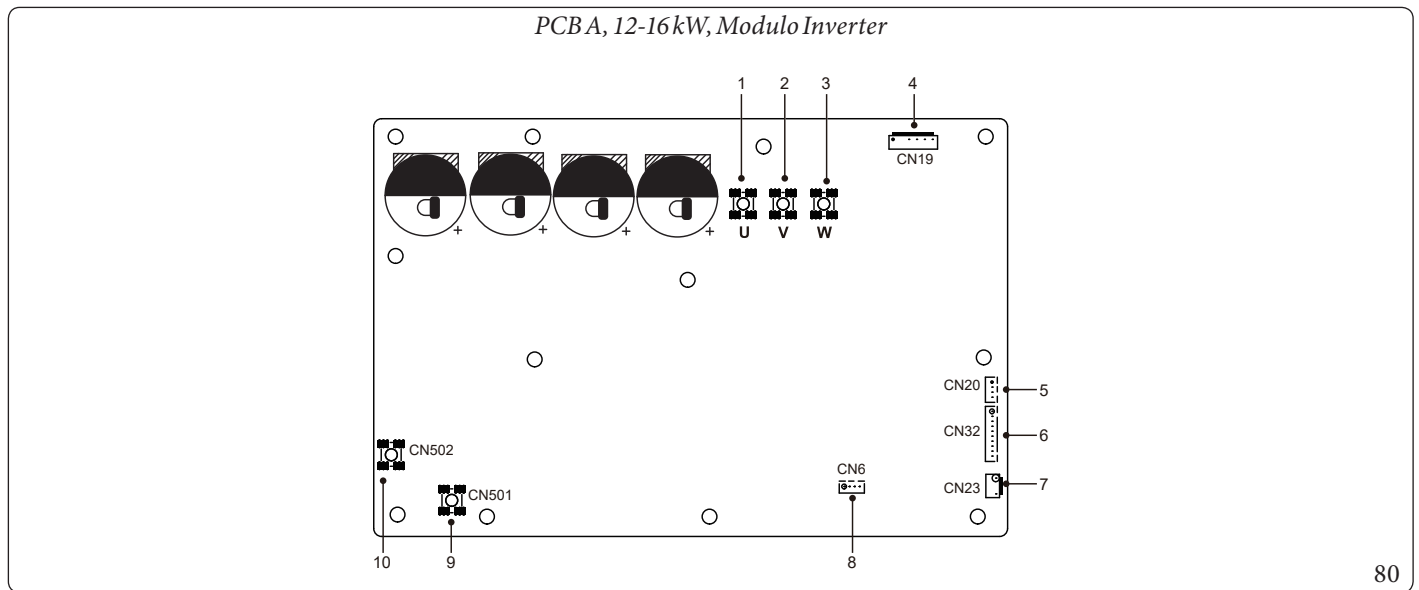 PCB A, 12-16 kW, Modulo Inverter
1 2 3 4
CN19
+ + + +
U V W
CN20 5
CN32 6
CN502
CN6
CN23 7
CN501
10 9 8
80